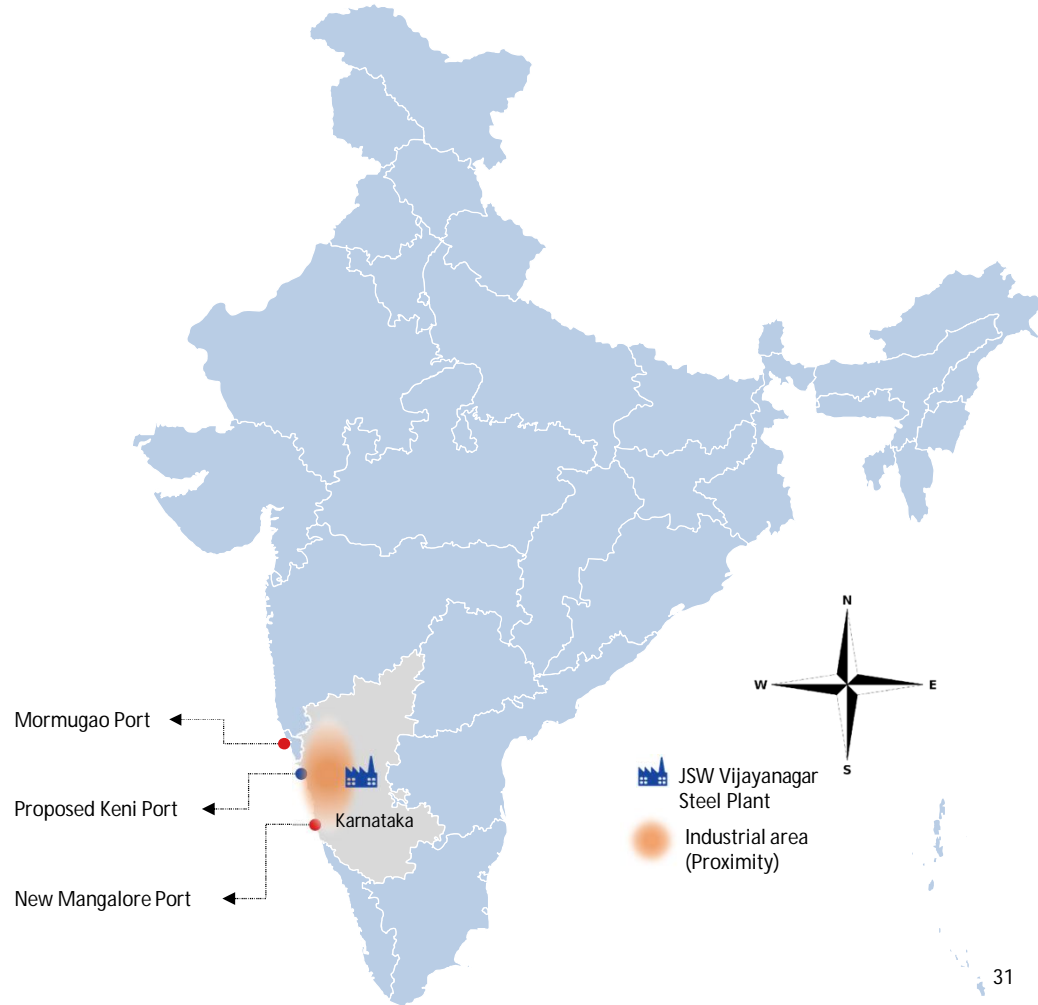 N
W
E
S
Mormugao Port
Proposed Keni Port
Karnataka
New Mangalore Port
JSW Vijayanagar
Steel Plant
Industrial area
(Proximity)
31